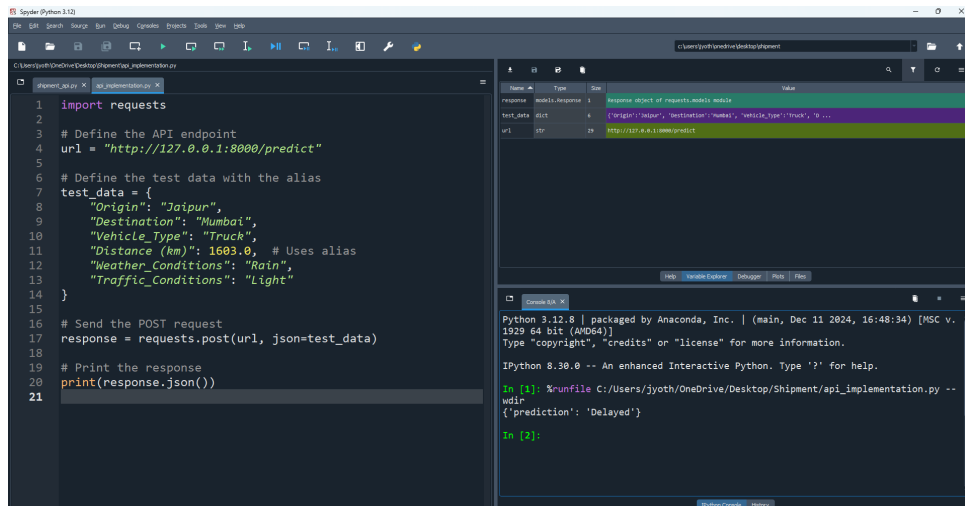 Spyder (Python 3.12)
File Edit Search Source Run Debug Consoles Projects Tools View Help
c:\users\jyoth\onedrive\desktop\shipment
C:\Users\jyoth\OneDrive\Desktop\Shipment\api_implementation.py
shipment_api.py X api_implementation.py X
1 import requests
2
3 # Define the API endpoint
4 url = "http://127.0.0.1:8000/predict"
5
6 # Define the test data with the alias
7 test_data = {
8 "Origin": "Jaipur",
9 "Destination": "Mumbai",
10 "Vehicle_Type": "Truck",
11 "Distance (km)": 1603.0, # Uses alias
12 "Weather_Conditions": "Rain",
13 "Traffic_Conditions": "Light"
14 }
15
16 # Send the POST request
17 response = requests.post(url, json=test_data)
18
19 # Print the response
20 print(response.json())
21
Name Type Size Value
response models.Response 1 Response object of requests.models module
test_data dict 6 {'Origin':'Jaipur', 'Destination':'Mumbai', 'Vehicle_Type':'Truck', 'D ...
url str 29 http://127.0.0.1:8000/predict
Help Variable Explorer Debugger Plots Files
Console 8/A X
Python 3.12.8 | packaged by Anaconda, Inc. | (main, Dec 11 2024, 16:48:34) [MSC v.
1929 64 bit (AMD64)]
Type "copyright", "credits" or "license" for more information.
IPython 8.30.0 -- An enhanced Interactive Python. Type '?' for help.
In [1]: %runfile C:/Users/jyoth/OneDrive/Desktop/Shipment/api_implementation.py --
wdir
{'prediction': 'Delayed'}
In [2]:
IPython Console History